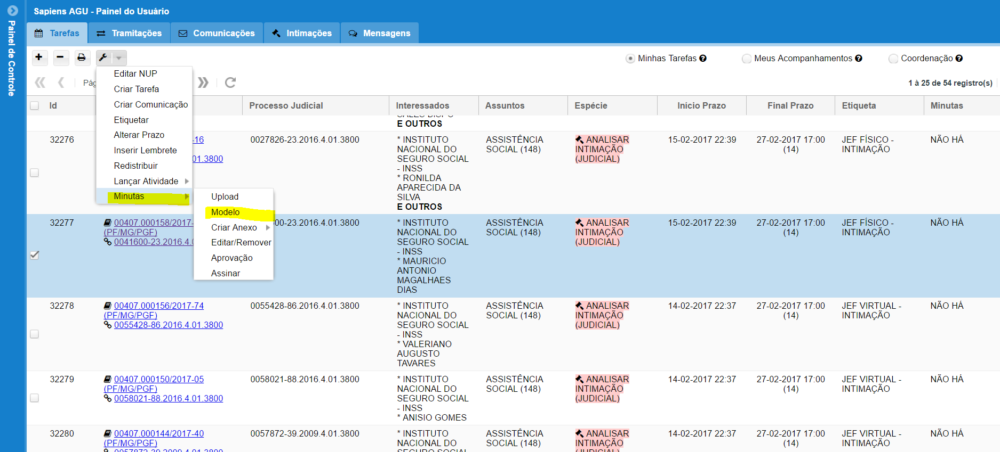 Sapiens AGU - Painel do Usuário
Painel de Controle
Tarefas
Tramitações
Comunicações
Intimações
Mensagens
Minhas Tarefas
Meus Acompanhamentos
Coordenação
Editar NUP
Criar Tarefa
Criar Comunicação
Etiquetar
Alterar Prazo
Inserir Lembrete
Redistribuir
Lançar Atividade
Minutas
Upload
Modelo
Criar Anexo
Editar/Remover
Aprovação
Assinar
Pág
1 à 25 de 54 registro(s)
Id
Processo Judicial
Interessados
Assuntos
Espécie
Início Prazo
Final Prazo
Etiqueta
Minutas
E OUTROS
32276
-16
01.3800
0027826-23.2016.4.01.3800
* INSTITUTO
NACIONAL DO
SEGURO SOCIAL
- INSS
* RONILDA
APARECIDA DA
SILVA
E OUTROS
ASSISTÊNCIA
SOCIAL (148)
ANALISAR
INTIMAÇÃO
(JUDICIAL)
15-02-2017 22:39
27-02-2017 17:00
(14)
JEF FÍSICO -
INTIMAÇÃO
NÃO HÁ
32277
00407.000158/2017-
(PF/MG/PGF)
0041600-23.2016.4.
00-23.2016.4.01.3800
* INSTITUTO
NACIONAL DO
SEGURO SOCIAL
- INSS
* MAURICIO
ANTONIO
MAGALHAES
DIAS
ASSISTÊNCIA
SOCIAL (148)
ANALISAR
INTIMAÇÃO
(JUDICIAL)
15-02-2017 22:39
27-02-2017 17:00
(14)
JEF FÍSICO -
INTIMAÇÃO
NÃO HÁ
32278
00407.000156/2017-74
(PF/MG/PGF)
0055428-86.2016.4.01.3800
0055428-86.2016.4.01.3800
* INSTITUTO
NACIONAL DO
SEGURO SOCIAL
- INSS
* VALERIANO
AUGUSTO
TAVARES
ASSISTÊNCIA
SOCIAL (148)
ANALISAR
INTIMAÇÃO
(JUDICIAL)
14-02-2017 22:37
27-02-2017 17:00
(14)
JEF VIRTUAL -
INTIMAÇÃO
NÃO HÁ
32279
00407.000150/2017-05
(PF/MG/PGF)
0058021-88.2016.4.01.3800
0058021-88.2016.4.01.3800
* INSTITUTO
NACIONAL DO
SEGURO SOCIAL
- INSS
* ANISIO GOMES
ASSISTÊNCIA
SOCIAL (148)
ANALISAR
INTIMAÇÃO
(JUDICIAL)
14-02-2017 22:37
27-02-2017 17:00
(14)
JEF VIRTUAL -
INTIMAÇÃO
NÃO HÁ
32280
00407.000144/2017-40
(PF/MG/PGF)
0057872-39.2009.4.01.3800
0057872-39.2009.4.01.3800
* INSTITUTO
NACIONAL DO
SEGURO SOCIAL
ASSISTÊNCIA
SOCIAL (148)
ANALISAR
INTIMAÇÃO
(JUDICIAL)
14-02-2017 22:37
27-02-2017 17:00
(14)
JEF VIRTUAL -
INTIMAÇÃO
NÃO HÁ